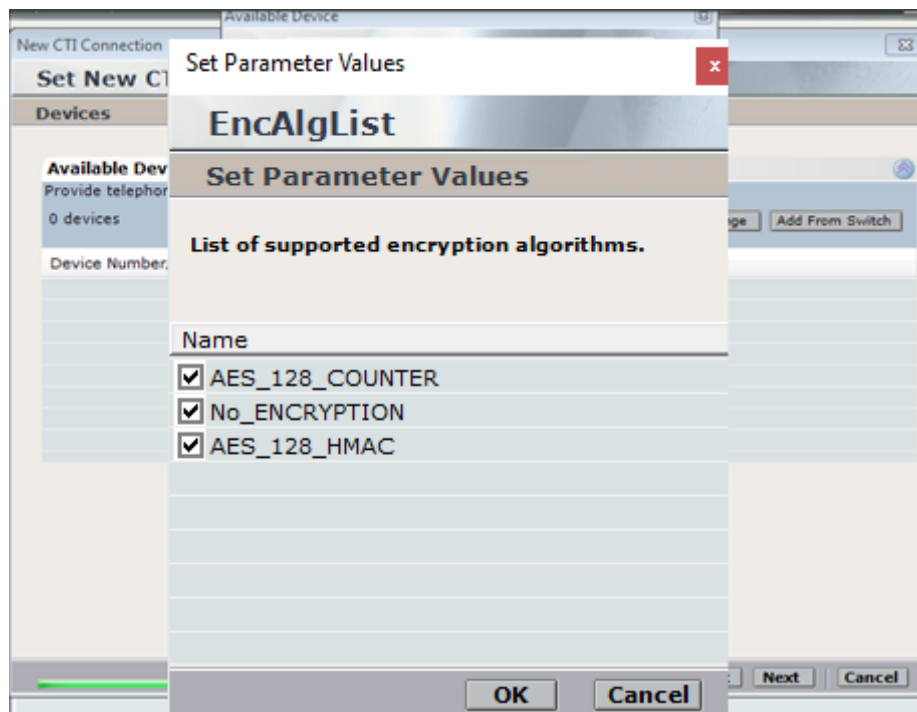 Available Device
New CTI Connection
Set Parameter Values
x
Set New CT
EncAlgList
Devices
Set Parameter Values
Available Dev
Provide telephor
0 devices
Add From Switch
List of supported encryption algorithms.
Device Number,
Name
AES_128_COUNTER
No_ENCRYPTION
AES_128_HMAC
Next
Cancel
OK
Cancel